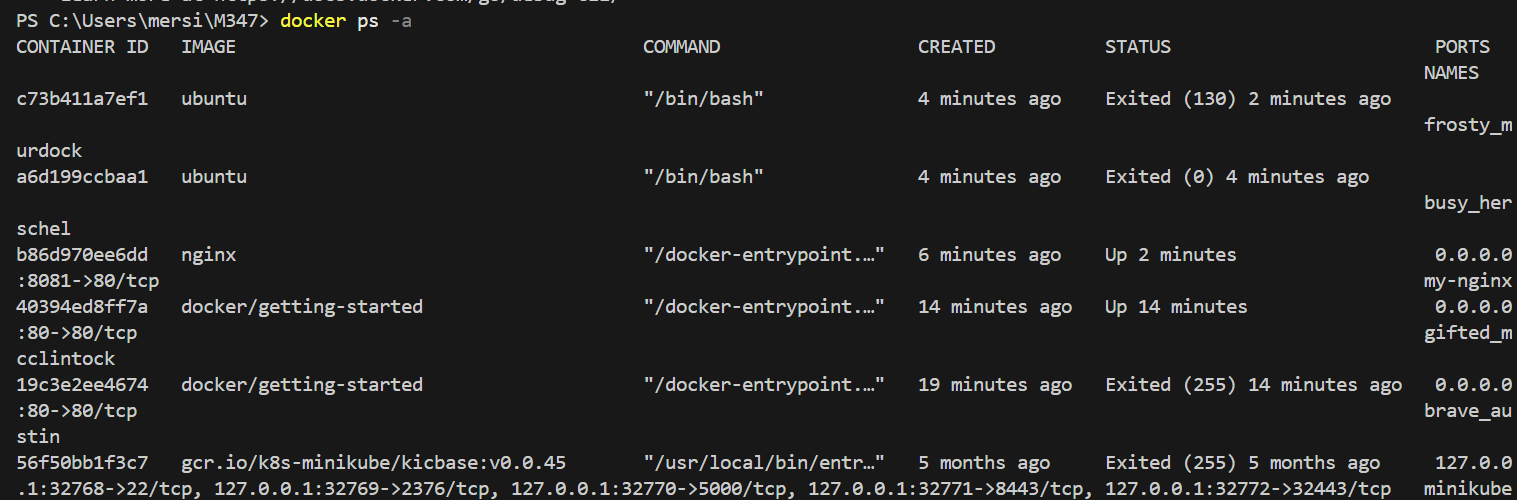 PS C:\Users\mersi\M347> docker ps -a
CONTAINER ID   IMAGE                                     COMMAND                  CREATED          STATUS                        PORTS
NAMES
c73b411a7ef1   ubuntu                                    "/bin/bash"              4 minutes ago    Exited (130) 2 minutes ago
frosty_m
urdock
a6d199ccbaa1   ubuntu                                    "/bin/bash"              4 minutes ago    Exited (0) 4 minutes ago
busy_her
schel
b86d970ee6dd   nginx                                     "/docker-entrypoint.…"   6 minutes ago    Up 2 minutes                  0.0.0.0
:8081->80/tcp                                                                                                                   my-nginx
40394ed8ff7a   docker/getting-started                    "/docker-entrypoint.…"   14 minutes ago   Up 14 minutes                 0.0.0.0
:80->80/tcp                                                                                                                     gifted_m
cclintock
19c3e2ee4674   docker/getting-started                    "/docker-entrypoint.…"   19 minutes ago   Exited (255) 14 minutes ago   0.0.0.0
:80->80/tcp                                                                                                                     brave_au
stin
56f50bb1f3c7   gcr.io/k8s-minikube/kicbase:v0.0.45       "/usr/local/bin/entr…"   5 months ago     Exited (255) 5 months ago     127.0.0
.1:32768->22/tcp, 127.0.0.1:32769->2376/tcp, 127.0.0.1:32770->5000/tcp, 127.0.0.1:32771->8443/tcp, 127.0.0.1:32772->32443/tcp   minikube